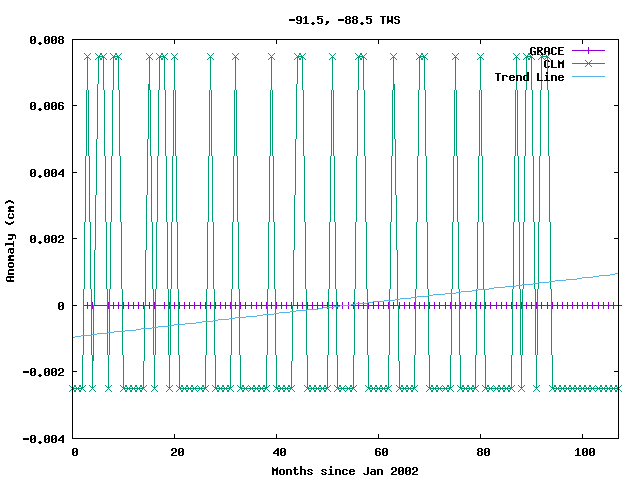 -91.5, -88.5 TWS
0.008
0.006
0.004
0.002
0
-0.002
-0.004
Anomaly (cm)
GRACE
CLM
Trend Line
0 20 40 60 80 100
Months since Jan 2002